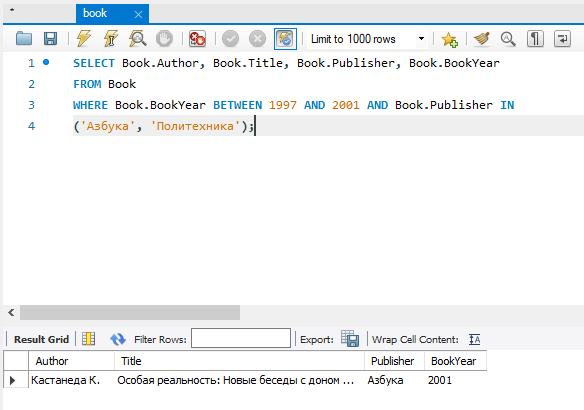 book
Limit to 1000 rows
1 SELECT Book.Author, Book.Title, Book.Publisher, Book.BookYear
2 FROM Book
3 WHERE Book.BookYear BETWEEN 1997 AND 2001 AND Book.Publisher IN
4 ('Азбука', 'Политехника');
Result Grid Filter Rows: Export: Wrap Cell Content:
Author Title Publisher BookYear
Кастанеда К. Особая реальность: Новые беседы с доном ... Азбука 2001